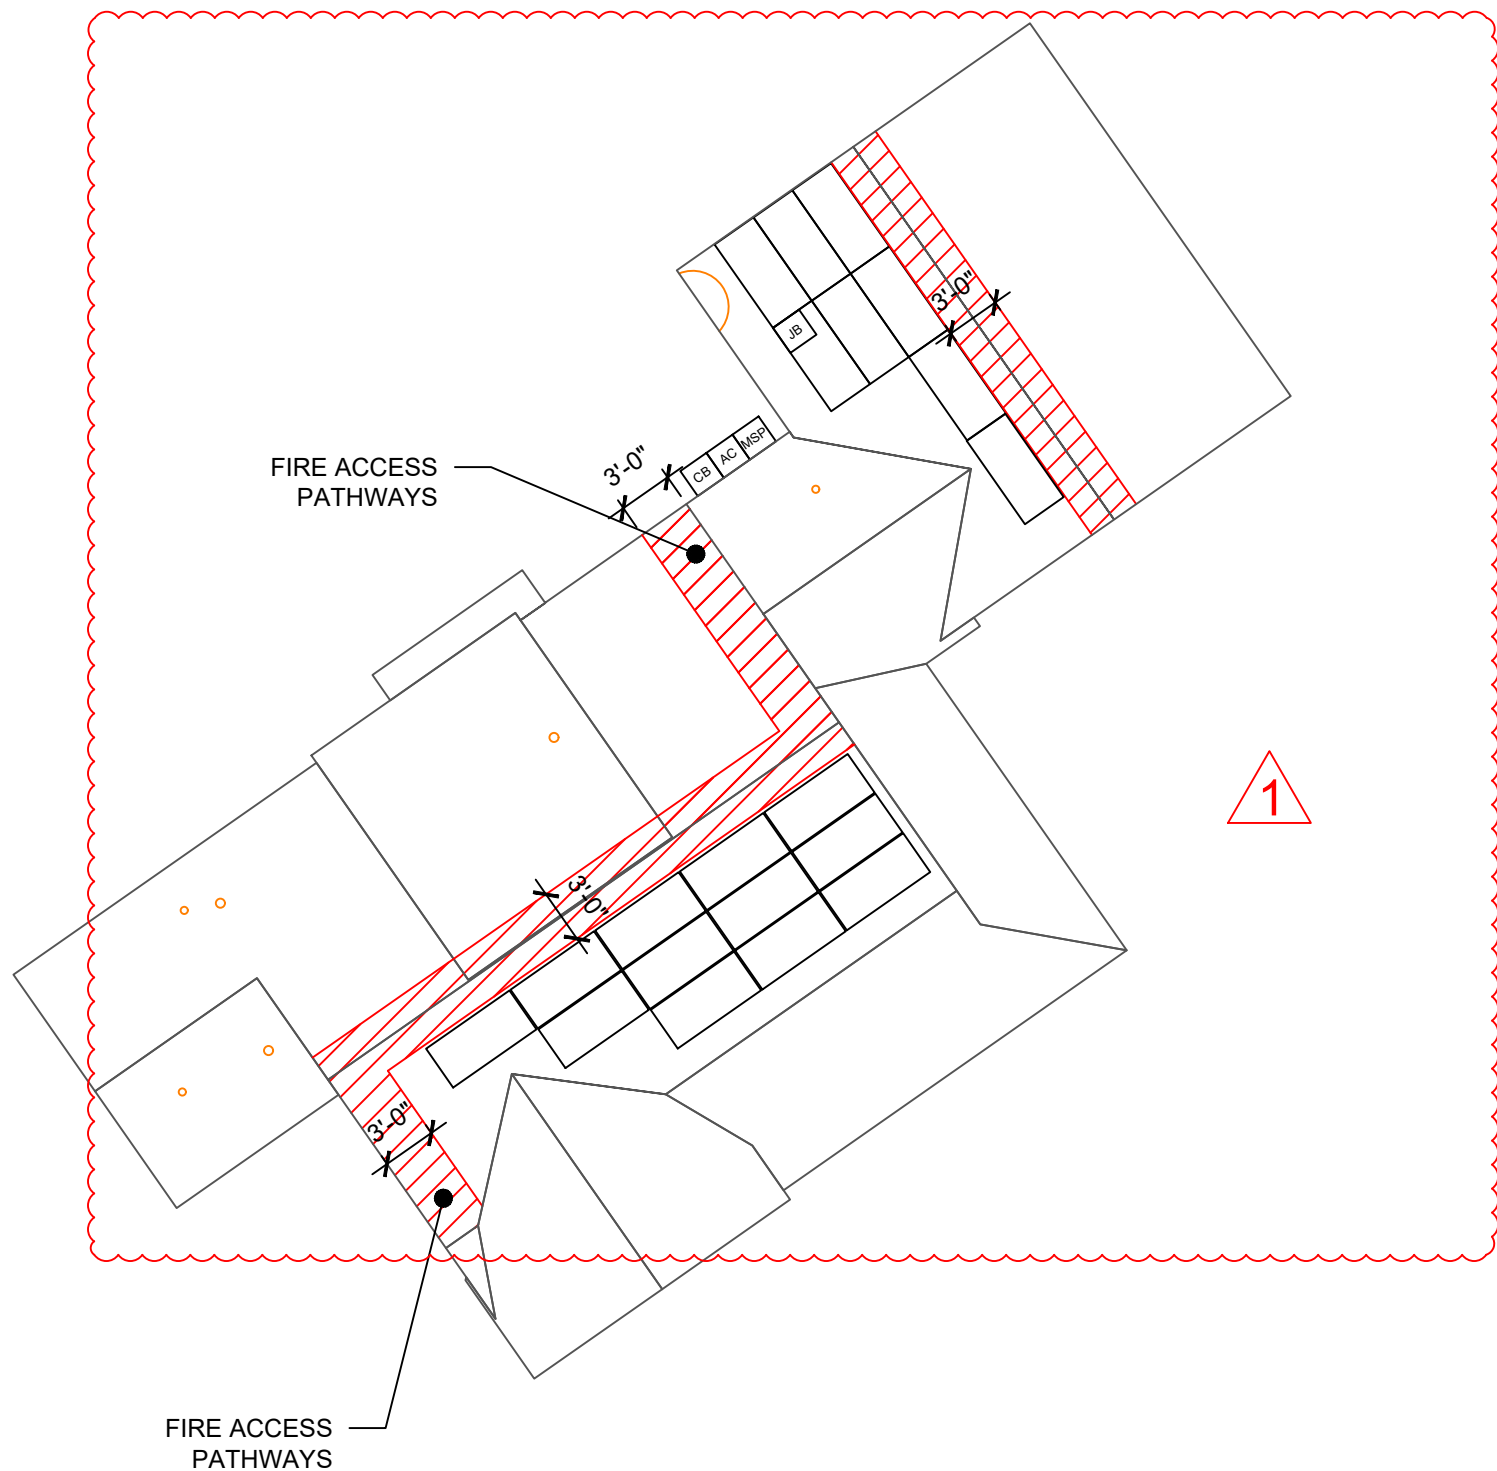 3'-0"
JB
MSP
AC
CB
3'-0"
FIRE ACCESS
PATHWAYS
1
3'-0"
3'-0"
FIRE ACCESS
PATHWAYS